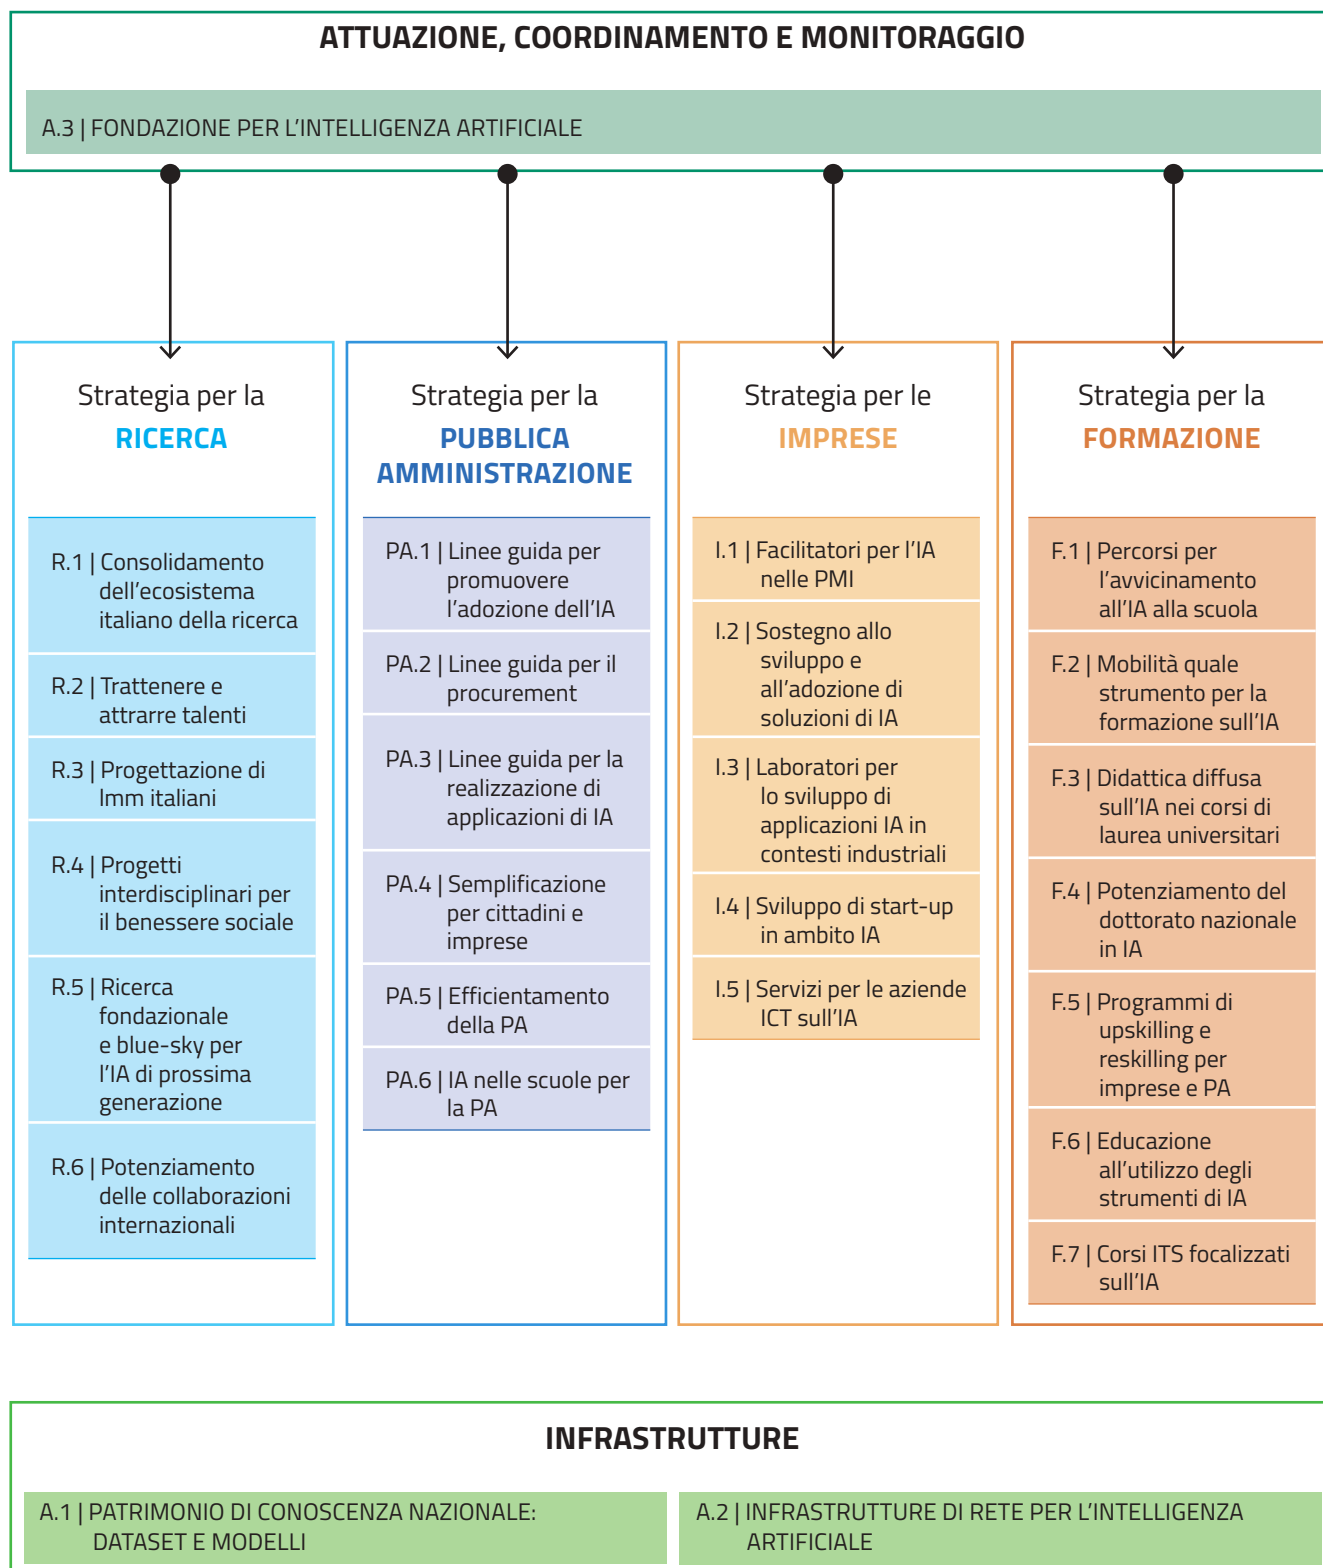 ATTUAZIONE, COORDINAMENTO E MONITORAGGIO
A.3 | FONDAZIONE PER L'INTELLIGENZA ARTIFICIALE
Strategia per la
RICERCA
R.1 | Consolidamento
dell'ecosistema
italiano della ricerca
R.2 | Trattenere e
attrarre talenti
R.3 | Progettazione di
lmm italiani
R.4 | Progetti
interdisciplinari per
il benessere sociale
R.5 | Ricerca
fondazionale
e blue-sky per
l'IA di prossima
generazione
R.6 | Potenziamento
delle collaborazioni
internazionali
Strategia per la
PUBBLICA
AMMINISTRAZIONE
PA.1 | Linee guida per
promuovere
l'adozione dell'IA
PA.2 | Linee guida per il
procurement
PA.3 | Linee guida per la
realizzazione di
applicazioni di IA
PA.4 | Semplificazione
per cittadini e
imprese
PA.5 | Efficientamento
della PA
PA.6 | IA nelle scuole per
la PA
Strategia per le
IMPRESE
I.1 | Facilitatori per l'IA
nelle PMI
I.2 | Sostegno allo
sviluppo e
all'adozione di
soluzioni di IA
I.3 | Laboratori per
lo sviluppo di
applicazioni IA in
contesti industriali
I.4 | Sviluppo di start-up
in ambito IA
I.5 | Servizi per le aziende
ICT sull'IA
Strategia per la
FORMAZIONE
F.1 | Percorsi per
l'avvicinamento
all'IA alla scuola
F.2 | Mobilità quale
strumento per la
formazione sull'IA
F.3 | Didattica diffusa
sull'IA nei corsi di
laurea universitari
F.4 | Potenziamento del
dottorato nazionale
in IA
F.5 | Programmi di
upskilling e
reskilling per
imprese e PA
F.6 | Educazione
all'utilizzo degli
strumenti di IA
F.7 | Corsi ITS focalizzati
sull'IA
INFRASTRUTTURE
A.1 | PATRIMONIO DI CONOSCENZA NAZIONALE:
DATASET E MODELLI
A.2 | INFRASTRUTTURE DI RETE PER L'INTELLIGENZA
ARTIFICIALE